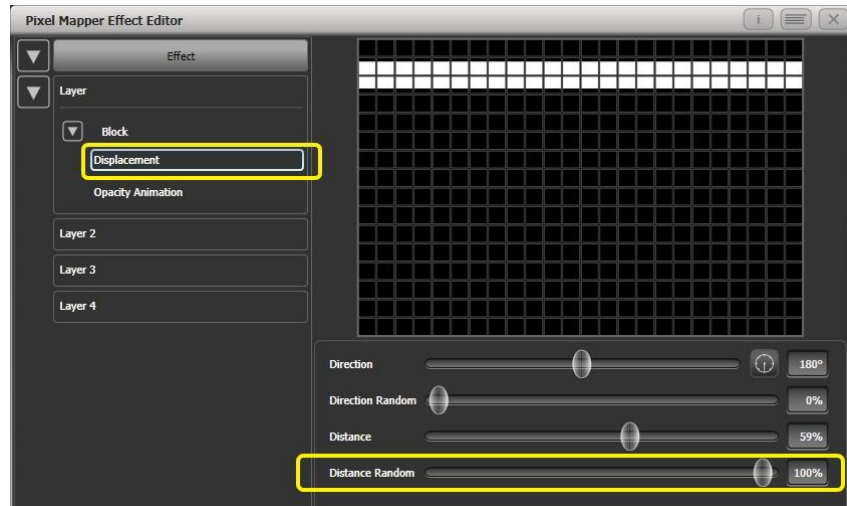 Pixel Mapper Effect Editor
i
Effect
Layer
Block
Displacement
Opacity Animation
Layer 2
Layer 3
Layer 4
Direction 180°
Direction Random 0%
Distance 59%
Distance Random 100%